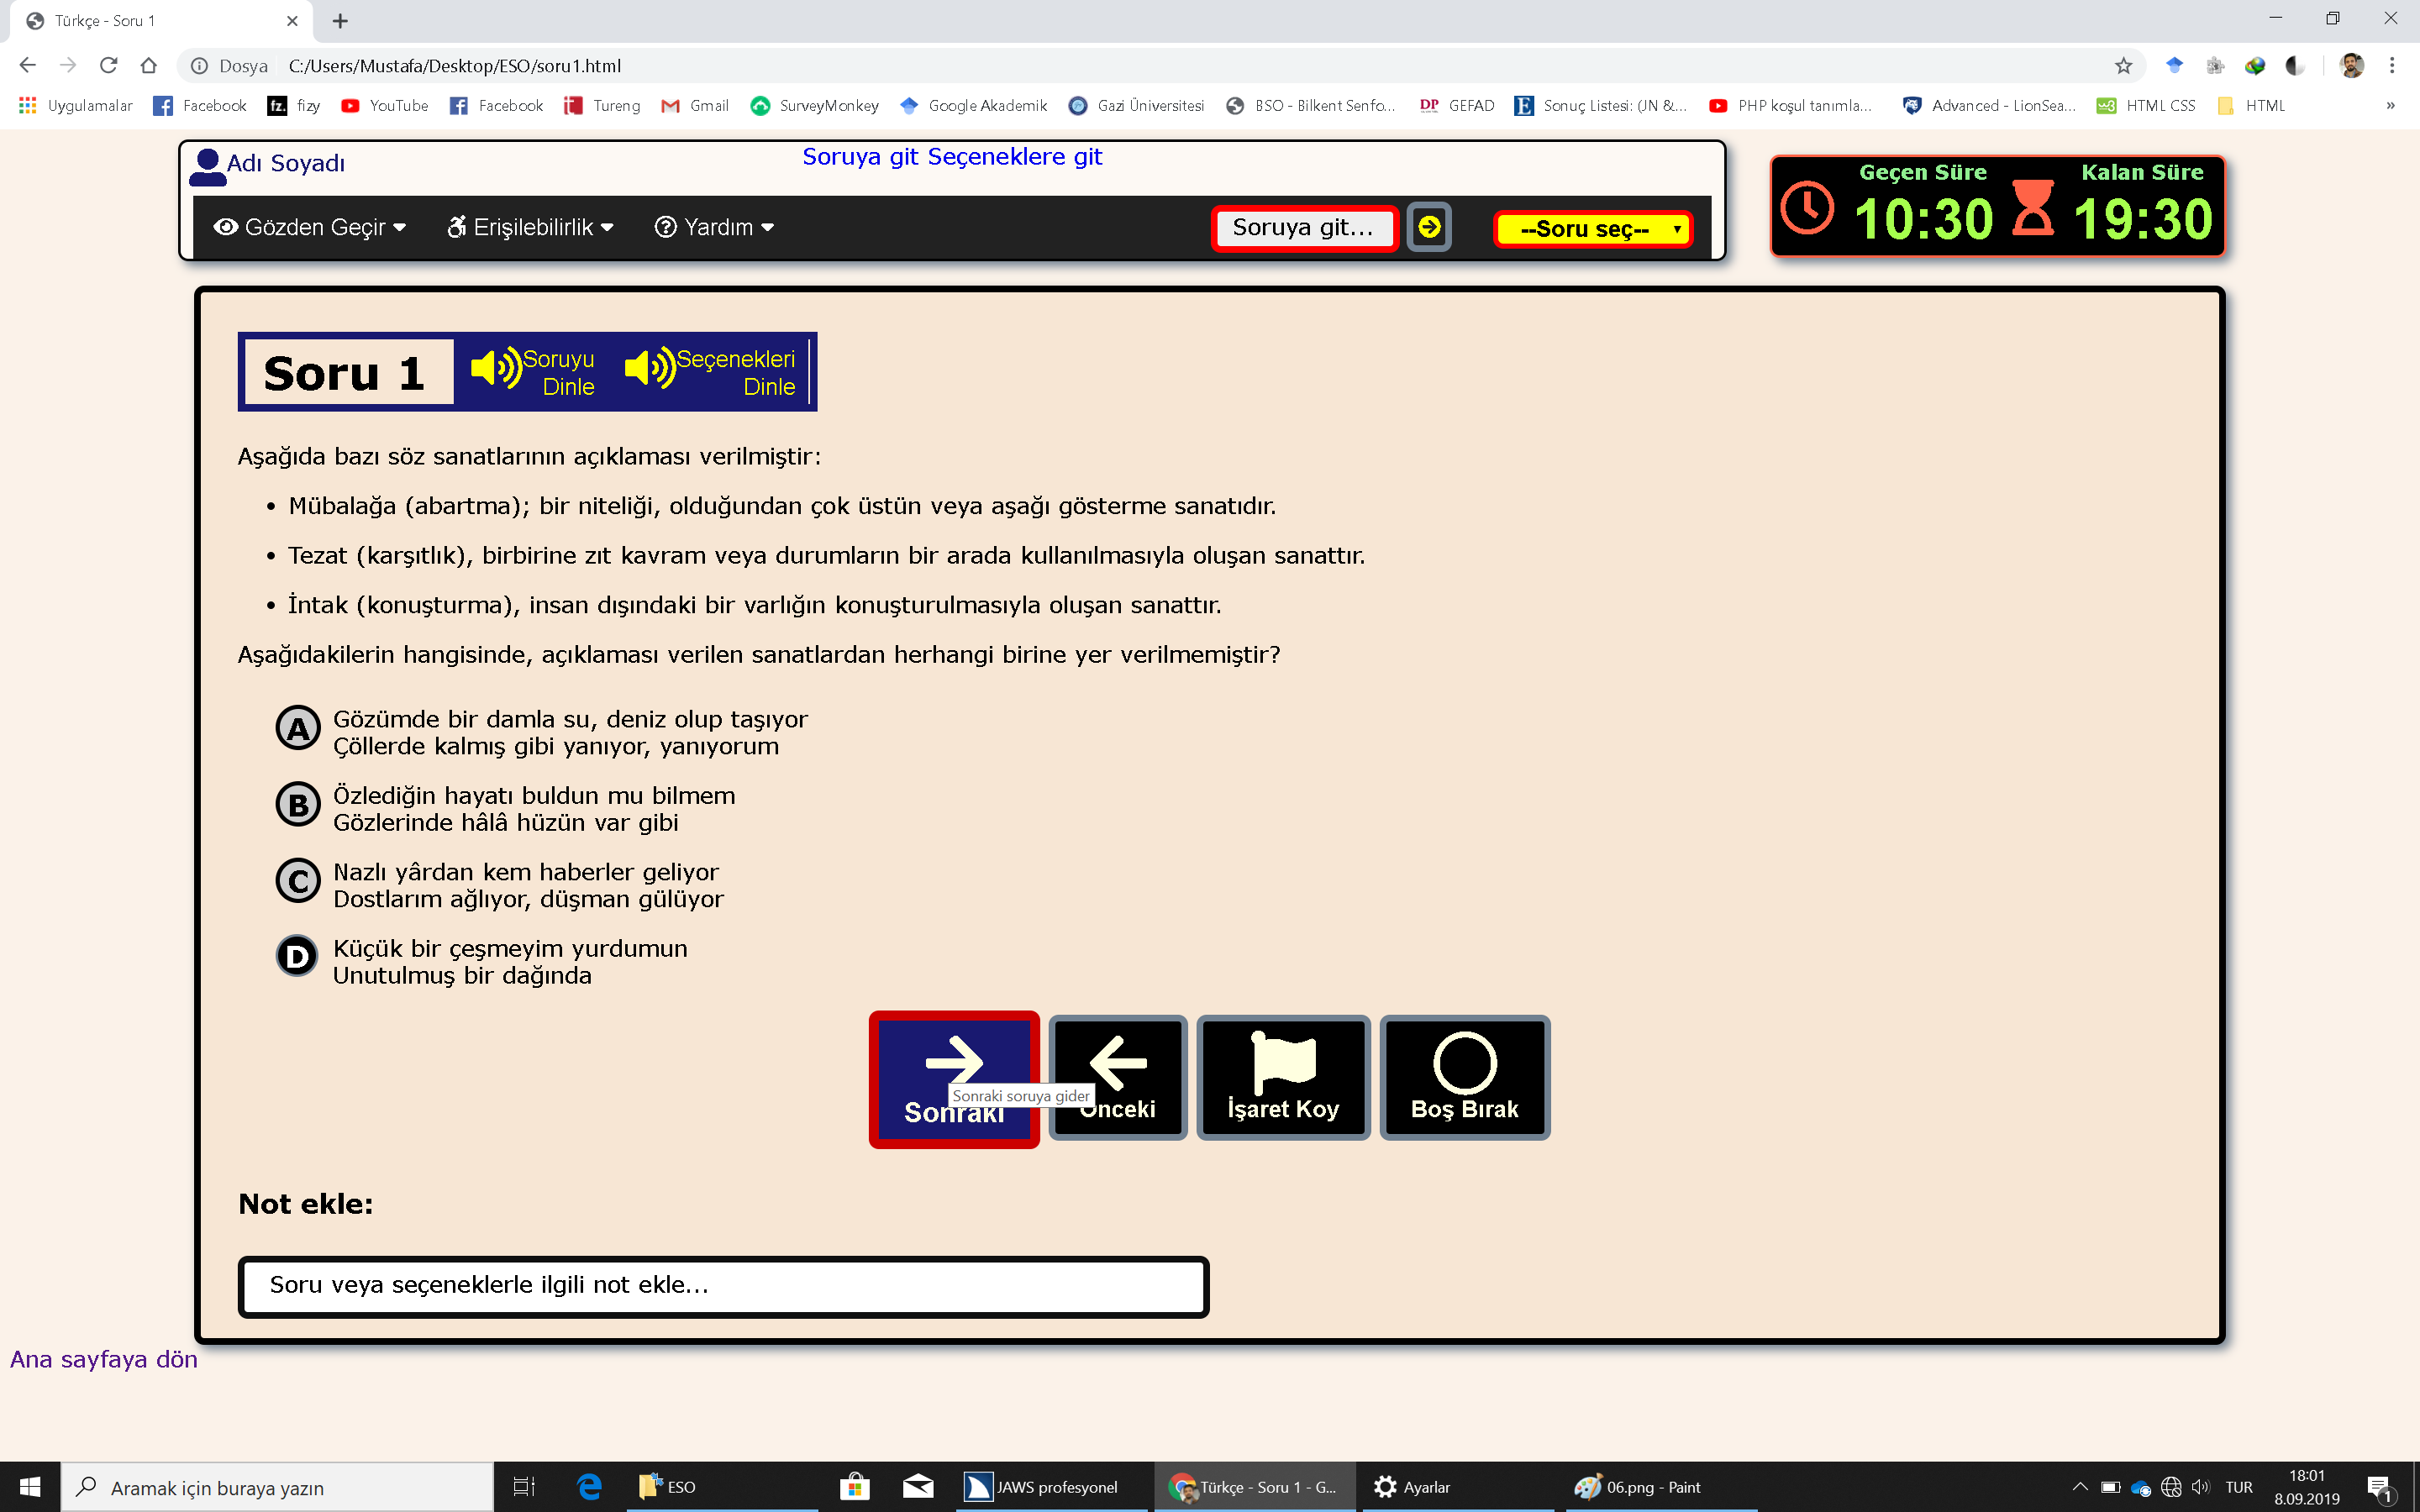 Türkçe - Soru 1
Dosya C:/Users/Mustafa/Desktop/ESO/soru1.html
Uygulamalar Facebook fizy YouTube Facebook Tureng Gmail SurveyMonkey Google Akademik Gazi Üniversitesi BSO - Bilkent Senfo... GEFAD Sonuç Listesi: (JN &... PHP koşul tanımla... Advanced - LionSea... HTML CSS HTML »
Adı Soyadı
Soruya git Seçeneklere git
Gözden Geçir Erişilebilirlik Yardım Soruya git... --Soru seç--
Geçen Süre Kalan Süre
10:30 19:30
Soru 1 Soruyu Dinle Seçenekleri Dinle
Aşağıda bazı söz sanatlarının açıklaması verilmiştir:
• Mübalağa (abartma); bir niteliği, olduğundan çok üstün veya aşağı gösterme sanatıdır.
• Tezat (karşıtlık), birbirine zıt kavram veya durumların bir arada kullanılmasıyla oluşan sanattır.
• İntak (konuşturma), insan dışındaki bir varlığın konuşturulmasıyla oluşan sanattır.
Aşağıdakilerin hangisinde, açıklaması verilen sanatlardan herhangi birine yer verilmemiştir?
A Gözümde bir damla su, deniz olup taşıyor
Çöllerde kalmış gibi yanıyor, yanıyorum
B Özlediğin hayatı buldun mu bilmem
Gözlerinde hâlâ hüzün var gibi
C Nazlı yârdan kem haberler geliyor
Dostlarım ağlıyor, düşman gülüyor
D Küçük bir çeşmeyim yurdumun
Unutulmuş bir dağında
Sonraki soruya gider
Sonraki Önceki İşaret Koy Boş Bırak
Not ekle:
Soru veya seçeneklerle ilgili not ekle...
Ana sayfaya dön
Aramak için buraya yazın ESO JAWS profesyonel Türkçe - Soru 1 - G... Ayarlar 06.png - Paint TUR
18:01
8.09.2019
1